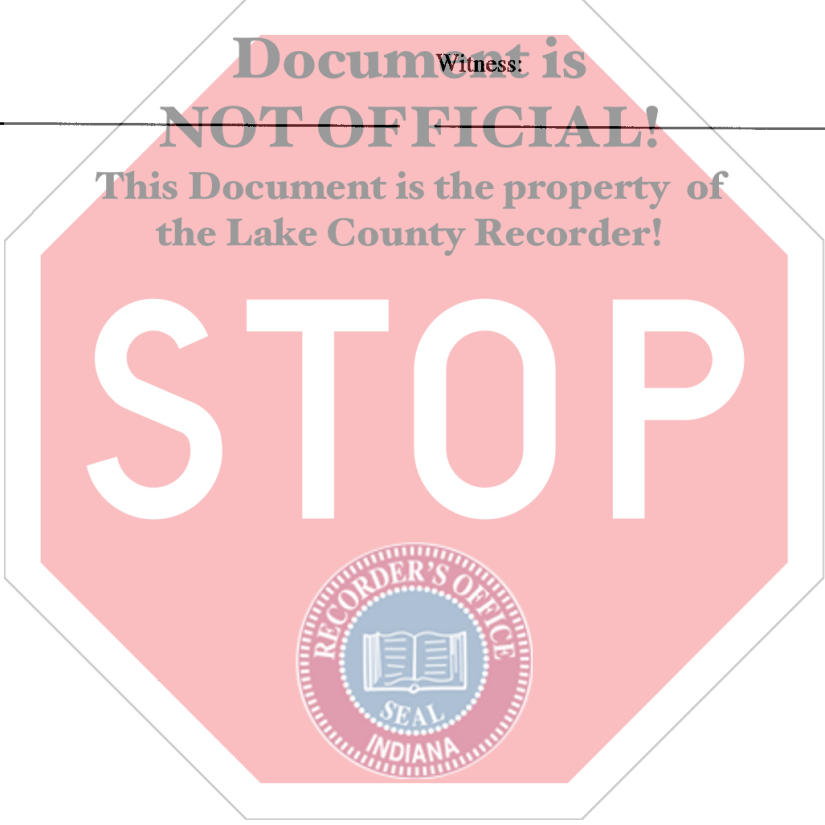 Document is
Witness:
NOT OFFICIAL!
This Document is the property of
the Lake County Recorder!
STOP
RECORDER'S OFFICE
SEAL
INDIANA